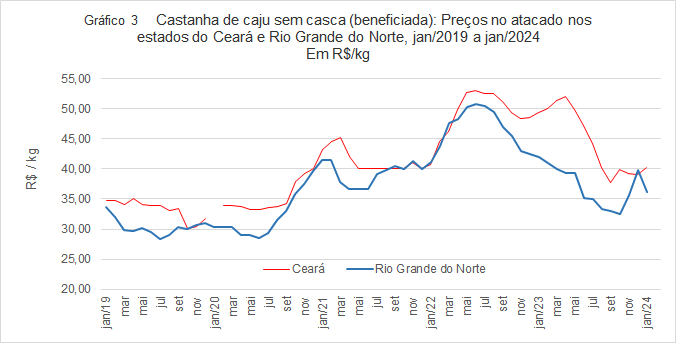 Gráfico 3 Castanha de caju sem casca (beneficiada): Preços no atacado nos
estados do Ceará e Rio Grande do Norte, jan/2019 a jan/2024
Em R$/kg
R$ / kg
55,00
50,00
45,00
40,00
35,00
30,00
25,00
20,00
Ceará
Rio Grande do Norte
jan/19
mar
mai
jul
set
nov
jan/20
mar
mai
jul
set
nov
jan/21
mar
mai
jul
set
nov
jan/22
mar
mai
jul
set
nov
jan/23
mar
mai
jul
set
nov
jan/24